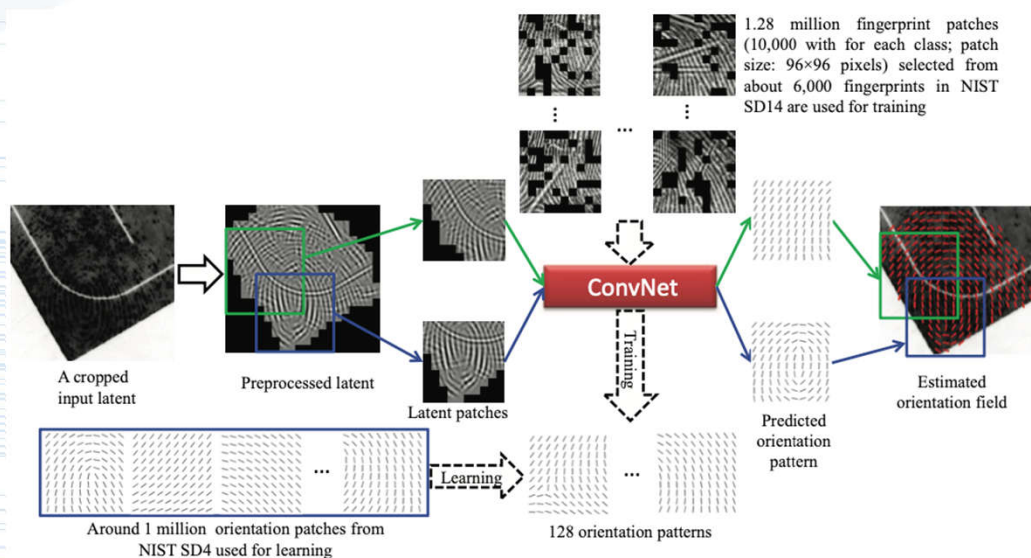 1.28 million fingerprint patches
(10,000 with for each class; patch
size: 96×96 pixels) selected from
about 6,000 fingerprints in NIST
SD14 are used for training
...
...
...
ConvNet
Training
A cropped
input latent
Preprocessed latent
Latent patches
Predicted
orientation
pattern
Estimated
orientation field
...
Learning
...
Around 1 million orientation patches from
NIST SD4 used for learning
128 orientation patterns